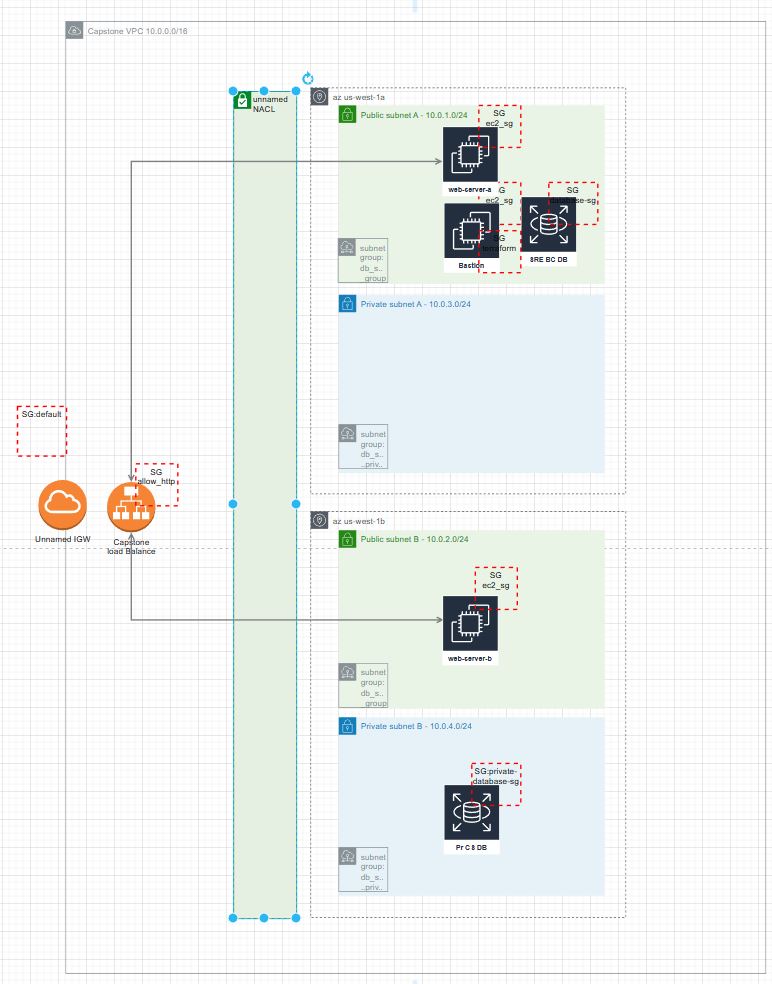 Capstone VPC 10.0.0.0/16
unnamed
NACL
az us-west-1a
Public subnet A - 10.0.1.0/24
SG
ec2_sg
web-server-a
SG
ec2_sg
SG
database-sg
SG
terraform
Bastion
SRE BC DB
subnet
group:
db_s..
_group
Private subnet A - 10.0.3.0/24
subnet
group:
db_s..
..priv..
SG:default
SG
allow_http
Unnamed IGW
Capstone
load Balance
az us-west-1b
Public subnet B - 10.0.2.0/24
SG
ec2_sg
web-server-b
subnet
group:
db_s..
_group
Private subnet B - 10.0.4.0/24
SG:private-
database-sg
Pr C 8 DB
subnet
group:
db_s..
..priv..